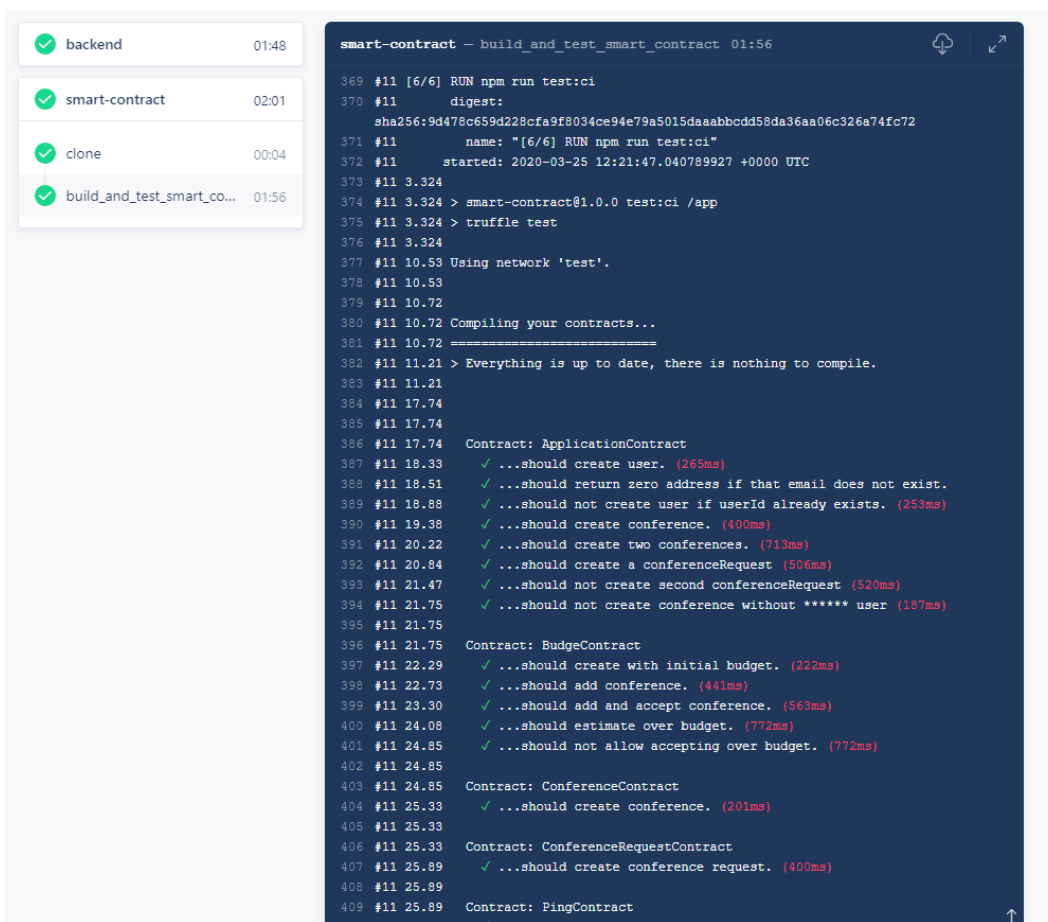 backend 01:48
smart-contract 02:01
clone 00:04
build_and_test_smart_co... 01:56
smart-contract — build_and_test_smart_contract 01:56
369 #11 [6/6] RUN npm run test:ci
370 #11 digest:
sha256:9d478c659d228cfa9f8034ce94e79a5015daaabbcdd58da36aa06c326a74fc72
371 #11 name: "[6/6] RUN npm run test:ci"
372 #11 started: 2020-03-25 12:21:47.040789927 +0000 UTC
373 #11 3.324
374 #11 3.324 > smart-contract@1.0.0 test:ci /app
375 #11 3.324 > truffle test
376 #11 3.324
377 #11 10.53 Using network 'test'.
378 #11 10.53
379 #11 10.72
380 #11 10.72 Compiling your contracts...
381 #11 10.72 ===========================
382 #11 11.21 > Everything is up to date, there is nothing to compile.
383 #11 11.21
384 #11 17.74
385 #11 17.74
386 #11 17.74 Contract: ApplicationContract
387 #11 18.33 ✓ ...should create user. (265ms)
388 #11 18.51 ✓ ...should return zero address if that email does not exist.
389 #11 18.88 ✓ ...should not create user if userId already exists. (253ms)
390 #11 19.38 ✓ ...should create conference. (400ms)
391 #11 20.22 ✓ ...should create two conferences. (713ms)
392 #11 20.84 ✓ ...should create a conferenceRequest (506ms)
393 #11 21.47 ✓ ...should not create second conferenceRequest (520ms)
394 #11 21.75 ✓ ...should not create conference without ****** user (187ms)
395 #11 21.75
396 #11 21.75 Contract: BudgeContract
397 #11 22.29 ✓ ...should create with initial budget. (222ms)
398 #11 22.73 ✓ ...should add conference. (441ms)
399 #11 23.30 ✓ ...should add and accept conference. (563ms)
400 #11 24.08 ✓ ...should estimate over budget. (772ms)
401 #11 24.85 ✓ ...should not allow accepting over budget. (772ms)
402 #11 24.85
403 #11 24.85 Contract: ConferenceContract
404 #11 25.33 ✓ ...should create conference. (201ms)
405 #11 25.33
406 #11 25.33 Contract: ConferenceRequestContract
407 #11 25.89 ✓ ...should create conference request. (400ms)
408 #11 25.89
409 #11 25.89 Contract: PingContract